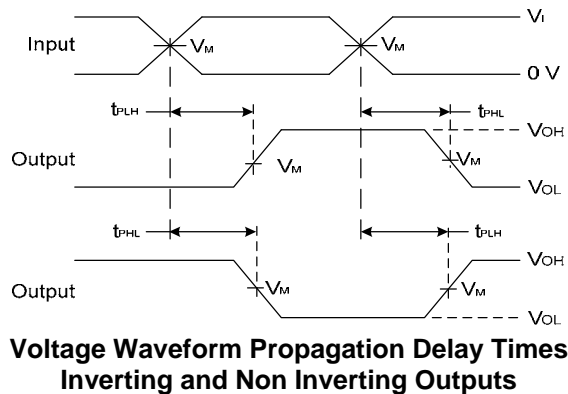 VI
Input
VM
VM
0 V
tPLH
tPHL
VOH
Output
VM
VM
VOL
tPHL
tPLH
VOH
Output
VM
VM
VOL
Voltage Waveform Propagation Delay Times
Inverting and Non Inverting Outputs